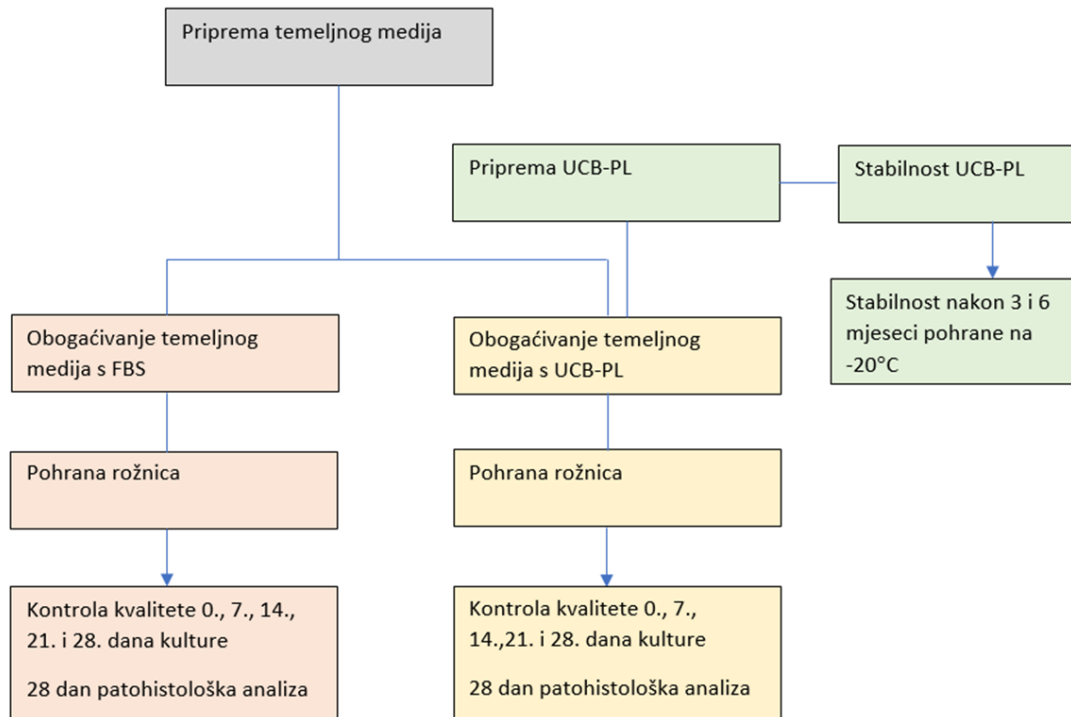 Priprema temeljnog medija
Priprema UCB-PL
Stabilnost UCB-PL
Stabilnost nakon 3 i 6
mjeseci pohrane na
-20°C
Obogaćivanje temeljnog
medija s FBS
Obogaćivanje temeljnog
medija s UCB-PL
Pohrana rožnica
Pohrana rožnica
Kontrola kvalitete 0., 7., 14.,
21. i 28. dana kulture
28 dan patohistološka analiza
Kontrola kvalitete 0., 7.,
14.,21. i 28. dana kulture
28 dan patohistološka analiza